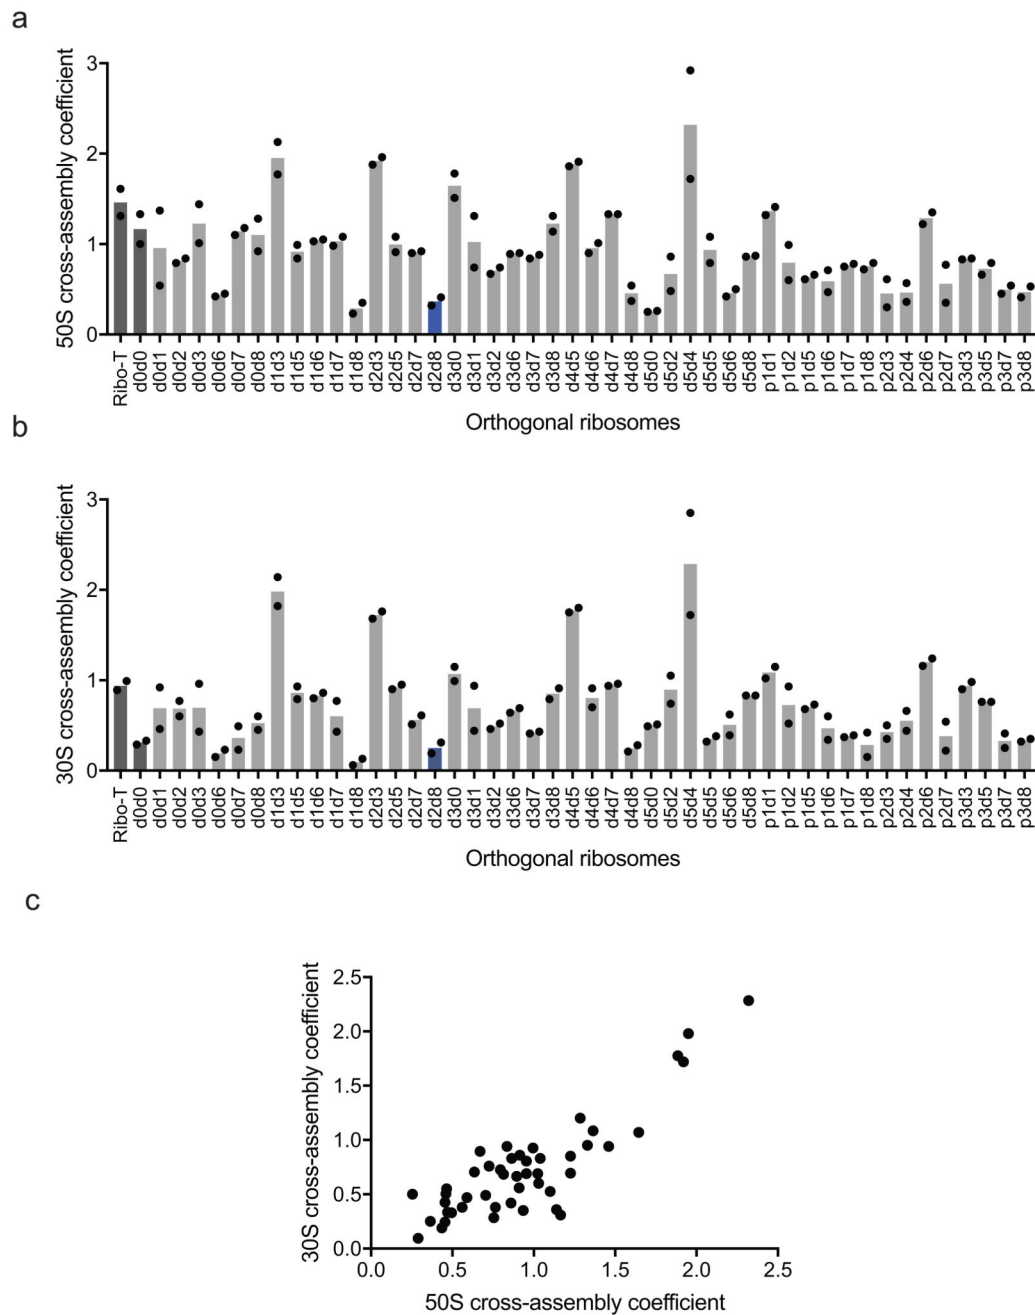 a
50S cross-assembly coefficient
3
2
1
0
Ribo-T
d0d0
d0d1
d0d2
d0d3
d0d6
d0d7
d0d8
d1d3
d1d5
d1d6
d1d7
d1d8
d2d3
d2d5
d2d7
d2d8
d3d0
d3d1
d3d2
d3d6
d3d7
d3d8
d4d5
d4d6
d4d7
d4d8
d5d0
d5d2
d5d4
d5d5
d5d6
d5d8
p1d1
p1d2
p1d5
p1d6
p1d7
p1d8
p2d3
p2d4
p2d6
p2d7
p3d3
p3d5
p3d7
p3d8
Orthogonal ribosomes
b
30S cross-assembly coefficient
3
2
1
0
Ribo-T
d0d0
d0d1
d0d2
d0d3
d0d6
d0d7
d0d8
d1d3
d1d5
d1d6
d1d7
d1d8
d2d3
d2d5
d2d7
d2d8
d3d0
d3d1
d3d2
d3d6
d3d7
d3d8
d4d5
d4d6
d4d7
d4d8
d5d0
d5d2
d5d4
d5d5
d5d6
d5d8
p1d1
p1d2
p1d5
p1d6
p1d7
p1d8
p2d3
p2d4
p2d6
p2d7
p3d3
p3d5
p3d7
p3d8
Orthogonal ribosomes
c
30S cross-assembly coefficient
2.5
2.0
1.5
1.0
0.5
0.0
0.0 0.5 1.0 1.5 2.0 2.5
50S cross-assembly coefficient